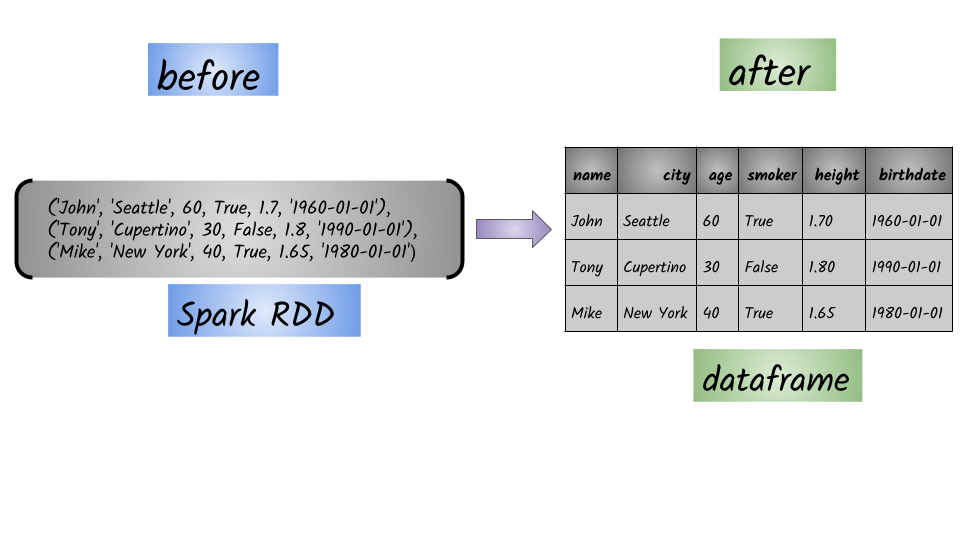 before
after
('John', 'Seattle', 60, True, 1.7, '1960-01-01'),
('Tony', 'Cupertino', 30, False, 1.8, '1990-01-01'),
('Mike', 'New York', 40, True, 1.65, '1980-01-01')
Spark RDD
name city age smoker height birthdate
John Seattle 60 True 1.70 1960-01-01
Tony Cupertino 30 False 1.80 1990-01-01
Mike New York 40 True 1.65 1980-01-01
dataframe